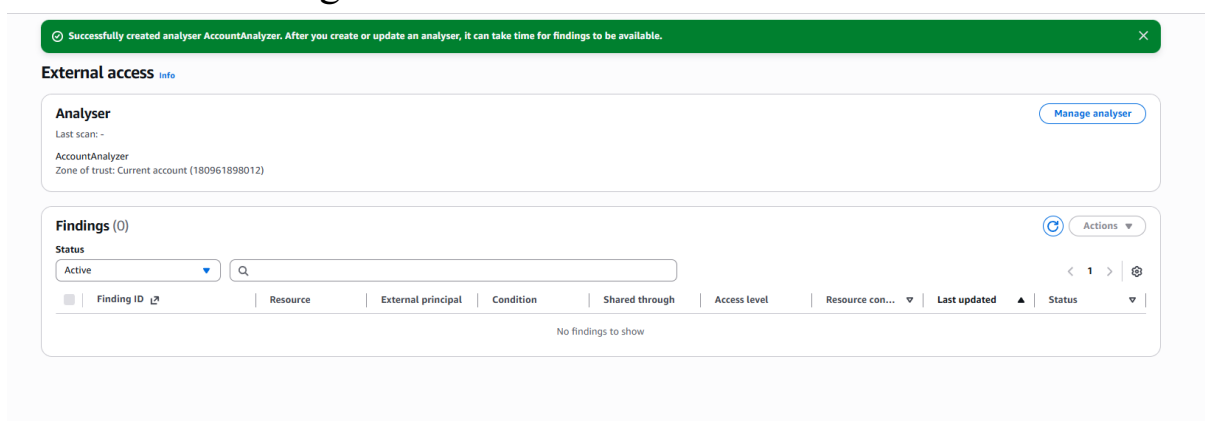 Successfully created analyser AccountAnalyzer. After you create or update an analyser, it can take time for findings to be available.
External access Info
Analyser
Manage analyser
Last scan: -
AccountAnalyzer
Zone of trust: Current account (180961898012)
Findings (0)
Actions
Status
Active
< 1 >
Finding ID Resource External principal Condition Shared through Access level Resource con... Last updated Status
No findings to show